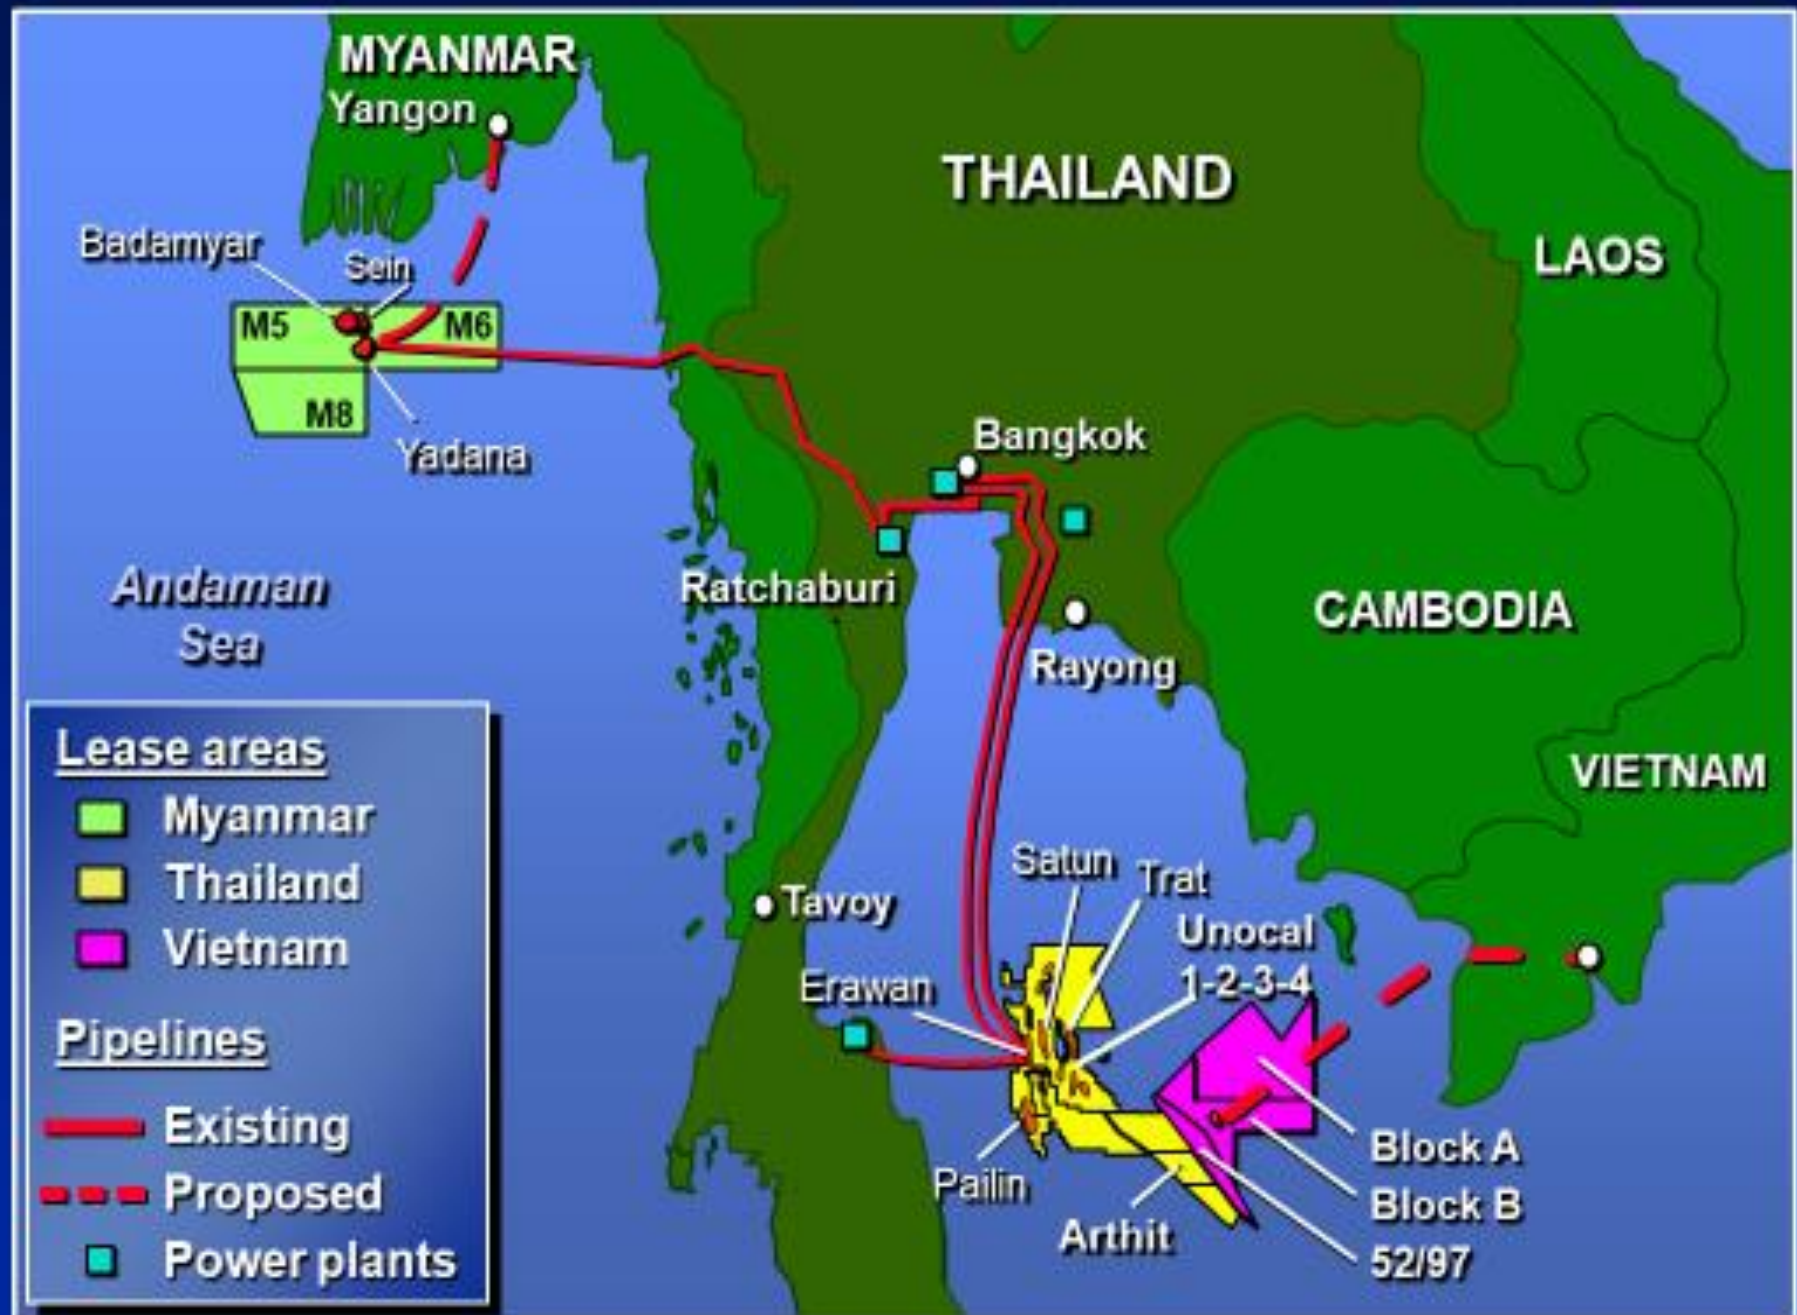 MYANMAR
Yangon
THAILAND
LAOS
Badamyar
Sein
M5
M6
M8
Yadana
Bangkok
Ratchaburi
Andaman
Sea
CAMBODIA
Rayong
VIETNAM
Lease areas
Myanmar
Thailand
Vietnam
Pipelines
Existing
Proposed
Power plants
Tavoy
Satun
Trat
Unocal
1-2-3-4
Erawan
Pailin
Arthit
Block A
Block B
52/97